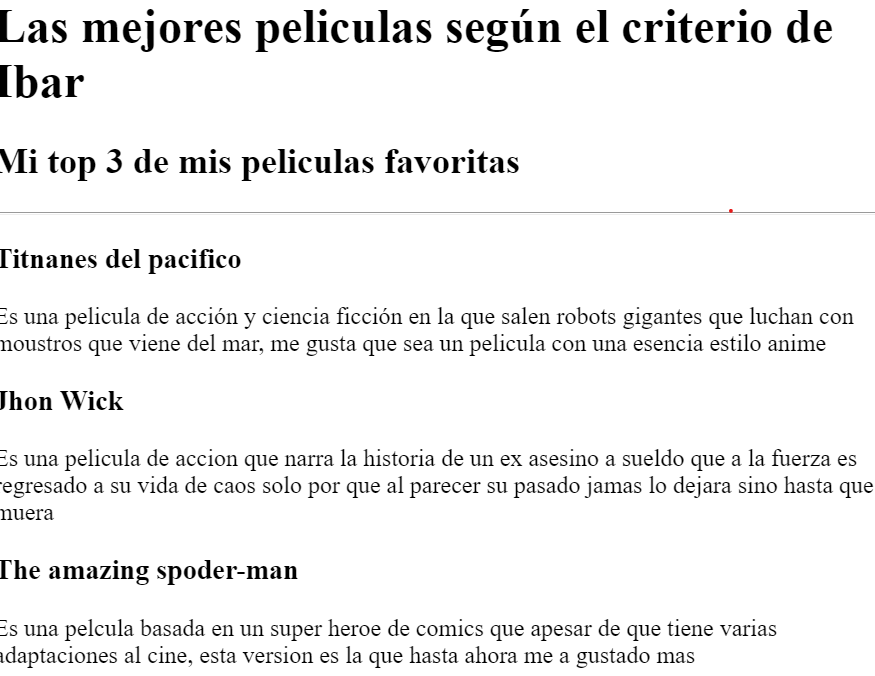 Las mejores peliculas según el criterio de
Ibar
Mi top 3 de mis peliculas favoritas
Titnanes del pacifico
Es una pelicula de acción y ciencia ficción en la que salen robots gigantes que luchan con
moustros que viene del mar, me gusta que sea un pelicula con una esencia estilo anime
Jhon Wick
Es una pelicula de accion que narra la historia de un ex asesino a sueldo que a la fuerza es
regresado a su vida de caos solo por que al parecer su pasado jamas lo dejara sino hasta que
muera
The amazing spoder-man
Es una pelcula basada en un super heroe de comics que apesar de que tiene varias
adaptaciones al cine, esta version es la que hasta ahora me a gustado mas